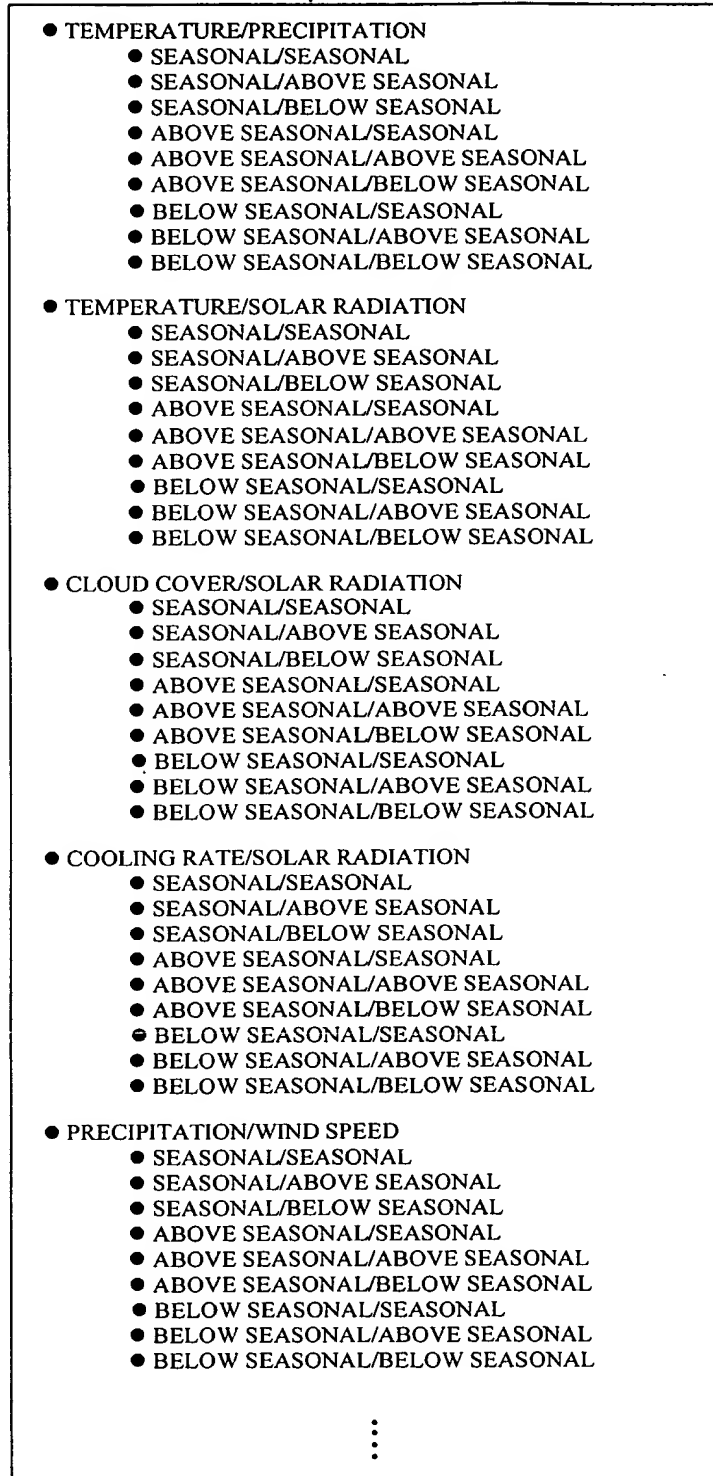 ● TEMPERATURE/PRECIPITATION
● SEASONAL/SEASONAL
● SEASONAL/ABOVE SEASONAL
● SEASONAL/BELOW SEASONAL
● ABOVE SEASONAL/SEASONAL
● ABOVE SEASONAL/ABOVE SEASONAL
● ABOVE SEASONAL/BELOW SEASONAL
● BELOW SEASONAL/SEASONAL
● BELOW SEASONAL/ABOVE SEASONAL
● BELOW SEASONAL/BELOW SEASONAL
● TEMPERATURE/SOLAR RADIATION
● SEASONAL/SEASONAL
● SEASONAL/ABOVE SEASONAL
● SEASONAL/BELOW SEASONAL
● ABOVE SEASONAL/SEASONAL
● ABOVE SEASONAL/ABOVE SEASONAL
● ABOVE SEASONAL/BELOW SEASONAL
● BELOW SEASONAL/SEASONAL
● BELOW SEASONAL/ABOVE SEASONAL
● BELOW SEASONAL/BELOW SEASONAL
● CLOUD COVER/SOLAR RADIATION
● SEASONAL/SEASONAL
● SEASONAL/ABOVE SEASONAL
● SEASONAL/BELOW SEASONAL
● ABOVE SEASONAL/SEASONAL
● ABOVE SEASONAL/ABOVE SEASONAL
● ABOVE SEASONAL/BELOW SEASONAL
● BELOW SEASONAL/SEASONAL
● BELOW SEASONAL/ABOVE SEASONAL
● BELOW SEASONAL/BELOW SEASONAL
● COOLING RATE/SOLAR RADIATION
● SEASONAL/SEASONAL
● SEASONAL/ABOVE SEASONAL
● SEASONAL/BELOW SEASONAL
● ABOVE SEASONAL/SEASONAL
● ABOVE SEASONAL/ABOVE SEASONAL
● ABOVE SEASONAL/BELOW SEASONAL
● BELOW SEASONAL/SEASONAL
● BELOW SEASONAL/ABOVE SEASONAL
● BELOW SEASONAL/BELOW SEASONAL
● PRECIPITATION/WIND SPEED
● SEASONAL/SEASONAL
● SEASONAL/ABOVE SEASONAL
● SEASONAL/BELOW SEASONAL
● ABOVE SEASONAL/SEASONAL
● ABOVE SEASONAL/ABOVE SEASONAL
● ABOVE SEASONAL/BELOW SEASONAL
● BELOW SEASONAL/SEASONAL
● BELOW SEASONAL/ABOVE SEASONAL
● BELOW SEASONAL/BELOW SEASONAL